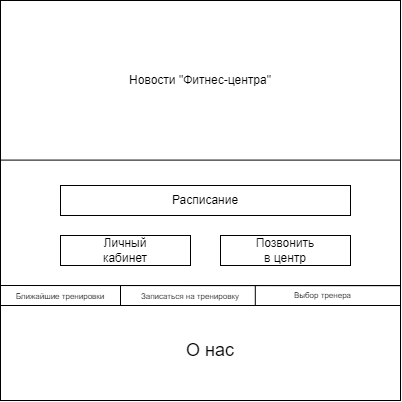 Новости "Фитнес-центра"
Расписание
Личный
кабинет
Позвонить
в центр
Ближайшие тренировки
Записаться на тренировку
Выбор тренера
О нас